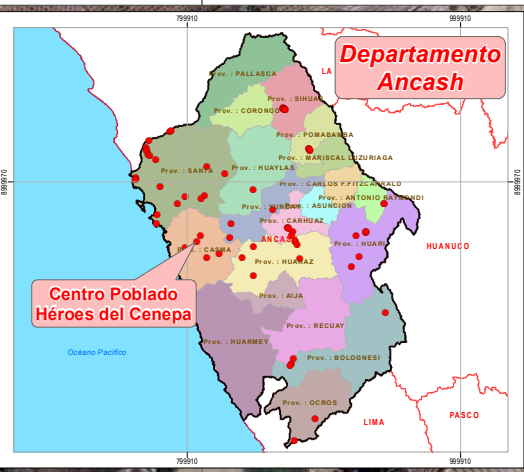 799910
999910
Departamento
Ancash
LA
Prov. : PALLASCA
Prov. : SIHUAS
Prov. : CORONGO
Prov. : POMABAMBA
Prov. : MARISCAL LUZURIAGA
8999970
8999970
Prov. : SANTA
Prov. : HUAYLAS
Prov. : CARLOS F.FITZCARRALD
Prov. : ANTONIO RAYMONDI
Prov. : ASUNCION
Prov. : CARHUAZ
ANCASH
Prov. : HUARI
HUANUCO
Prov. : CASMA
Prov. : HUARAZ
Centro Poblado
Héroes del Cenepa
Prov. : AIJA
Prov. : RECUAY
Prov. : HUARMEY
Océano Pacífico
Prov. : BOLOGNESI
Prov. : OCROS
LIMA
PASCO
799910
999910